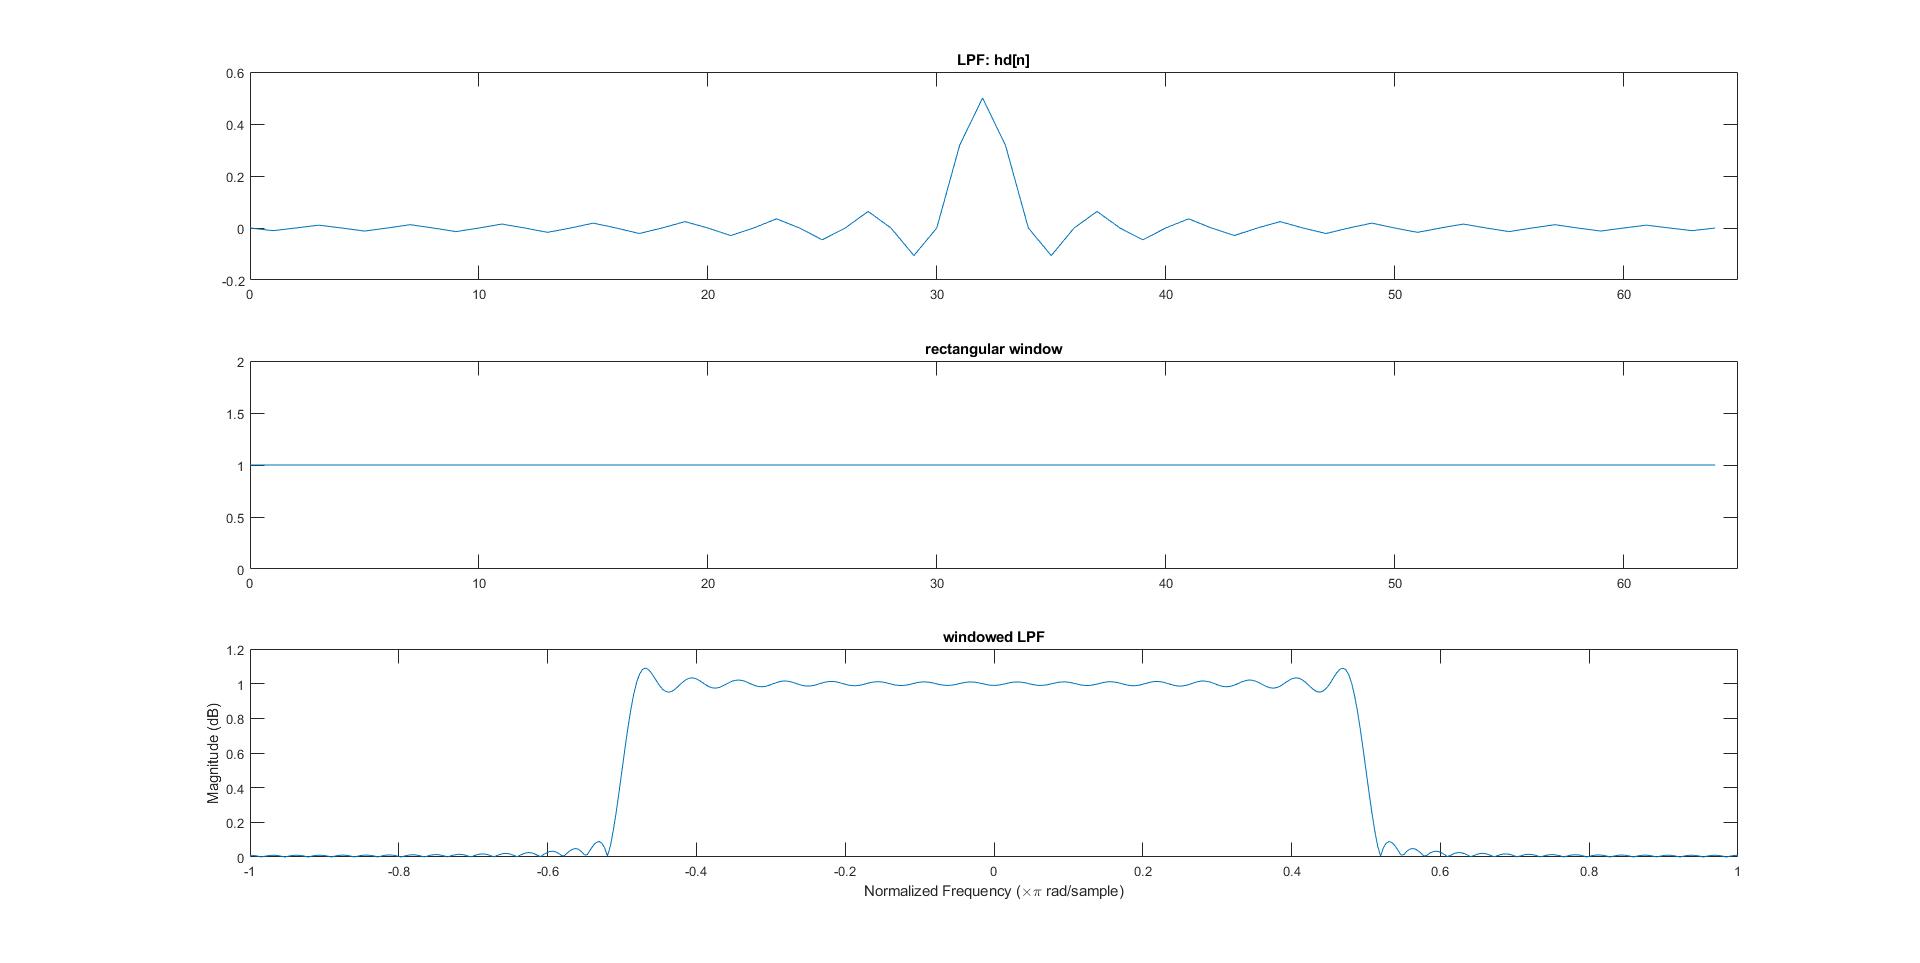 LPF: hd[n]
0.6
0.4
0.2
0
-0.2
0 10 20 30 40 50 60
rectangular window
2
1.5
1
0.5
0
0 10 20 30 40 50 60
windowed LPF
1.2
1
0.8
0.6
0.4
0.2
0
Magnitude (dB)
-1 -0.8 -0.6 -0.4 -0.2 0 0.2 0.4 0.6 0.8 1
Normalized Frequency (×π rad/sample)